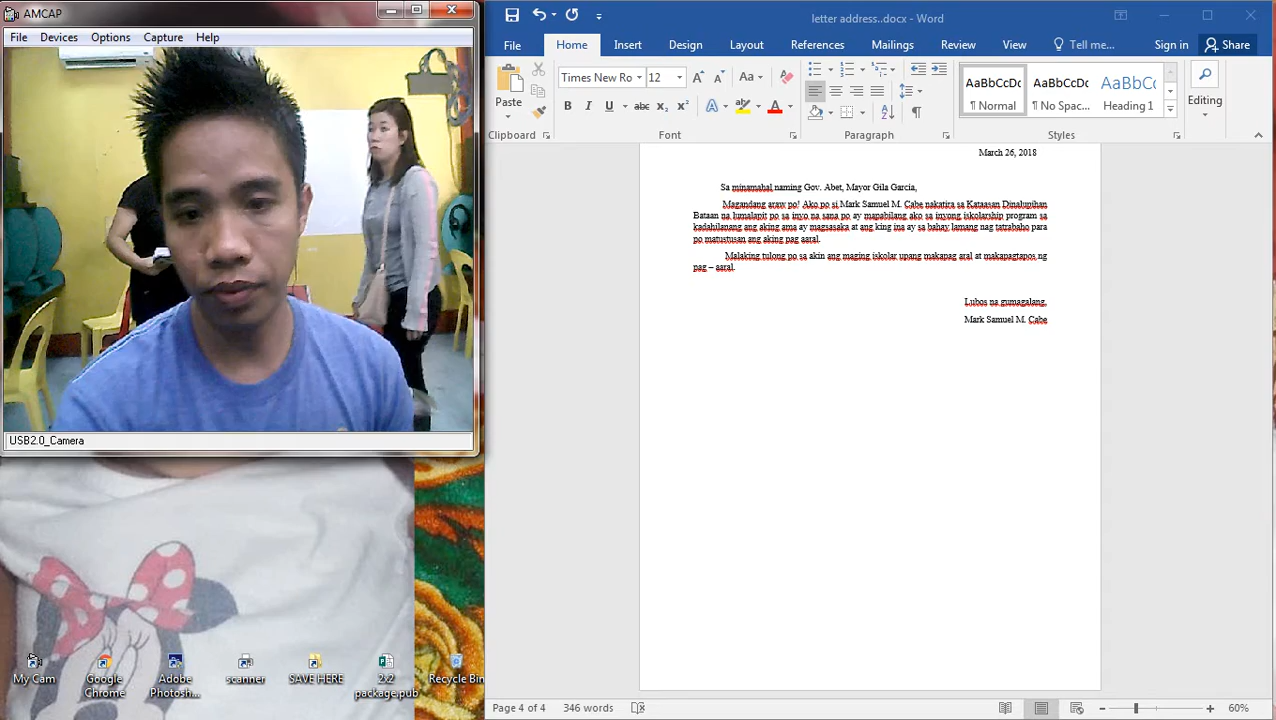 AMCAP
File Devices Options Capture Help
USB2.0_Camera
My Cam
Google Chrome
Adobe Photosh...
scanner
SAVE HERE
2x2 package.pub
Recycle Bin
letter address..docx - Word
File Home Insert Design Layout References Mailings Review View Tell me... Sign in Share
Paste
Times New Ro 12
Aa
B I U abc x₂ x²
AaBbCcDc AaBbCcDc AaBbCc
¶ Normal ¶ No Spac... Heading 1
Editing
Clipboard Font Paragraph Styles
March 26, 2018
Sa minamahal naming Gov. Abet, Mayor Gila Garcia,
Magandang araw po! Ako po si Mark Samuel M. Cabe nakatira sa Kataasan Dinalupihan
Bataan na lumalapit po sa inyo na sana po ay mapabilang ako sa inyong iskolarship program sa
kadahilanang ang aking ama ay magsasaka at ang king ina ay sa bahay lamang nag tatrabaho para
po matustusan ang aking pag aaral.
Malaking tulong po sa akin ang maging iskolar upang makapag aral at makapagtapos ng
pag – aaral.
Lubos na gumagalang,
Mark Samuel M. Cabe
Page 4 of 4 346 words 60%